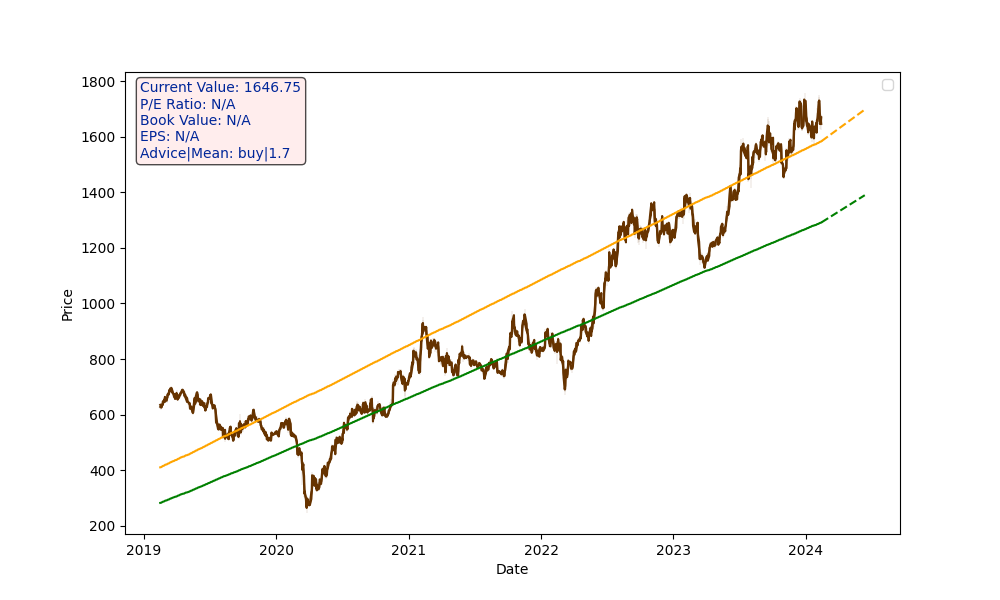 Current Value: 1646.75
P/E Ratio: N/A
Book Value: N/A
EPS: N/A
Advice|Mean: buy|1.7
1800
1600
1400
1200
1000
800
600
400
200
Price
2019 2020 2021 2022 2023 2024
Date